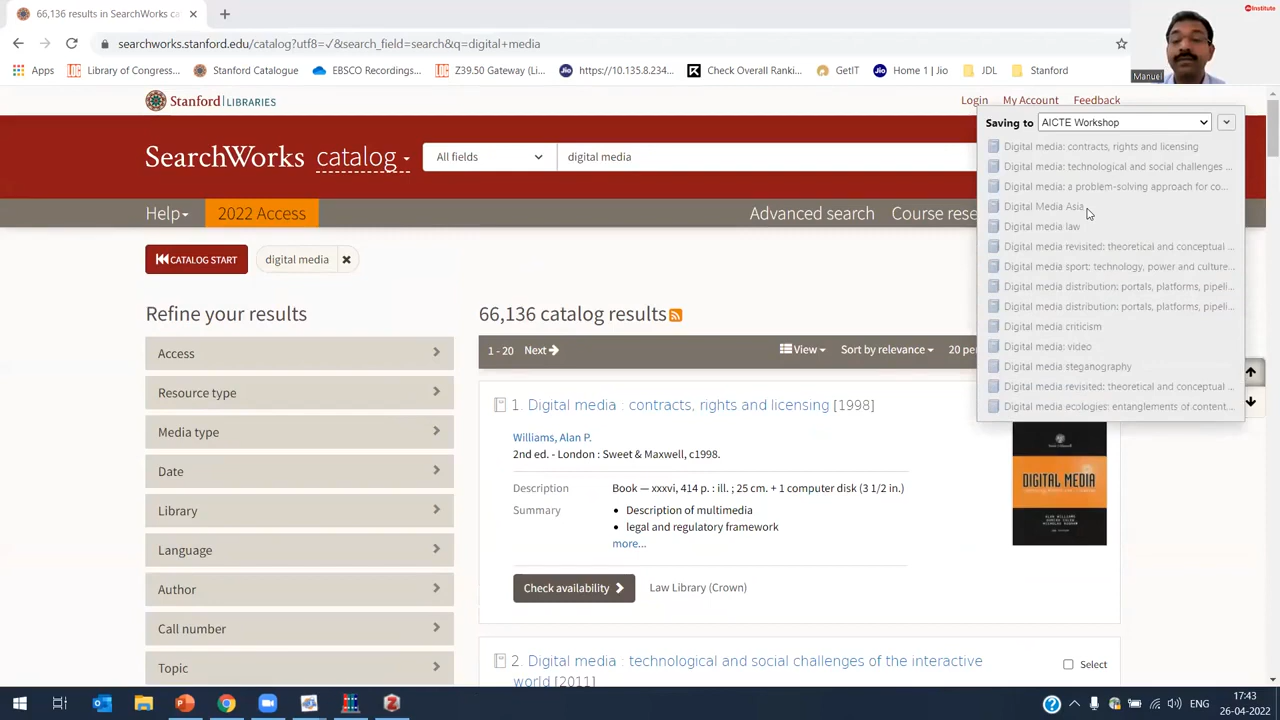 66,136 results in SearchWorks c
Institute
searchworks.stanford.edu/catalog?utf8=✓&search_field=search&q=digital+media
Apps
Library of Congress...
Stanford Catalogue
EBSCO Recordings...
Z39.50 Gateway (Li...
https://10.135.8.234...
Check Overall Ranki...
GetIT
Home 1 | Jio
JDL
Stanford
Manuel
Stanford | LIBRARIES
Login
My Account
Feedback
Saving to
AICTE Workshop
Digital media: contracts, rights and licensing
Digital media: technological and social challenges ...
Digital media: a problem-solving approach for co...
Digital Media Asia
Digital media law
Digital media revisited: theoretical and conceptual ...
Digital media sport: technology, power and culture...
Digital media distribution: portals, platforms, pipeli...
Digital media distribution: portals, platforms, pipeli...
Digital media criticism
Digital media: video
Digital media steganography
Digital media revisited: theoretical and conceptual ...
Digital media ecologies: entanglements of content,...
SearchWorks catalog
All fields
digital media
Help
2022 Access
Advanced search
Course rese
CATALOG START
digital media
Refine your results
Access
Resource type
Media type
Date
Library
Language
Author
Call number
Topic
66,136 catalog results
1 - 20
Next
View
Sort by relevance
20 pe
1. Digital media : contracts, rights and licensing [1998]
Williams, Alan P.
2nd ed. - London : Sweet & Maxwell, c1998.
Description
Book — xxxvi, 414 p. : ill. ; 25 cm. + 1 computer disk (3 1/2 in.)
Summary
Description of multimedia
legal and regulatory framework
more...
DIGITAL MEDIA
Check availability
Law Library (Crown)
2. Digital media : technological and social challenges of the interactive
world [2011]
Select
ENG
17:43
26-04-2022